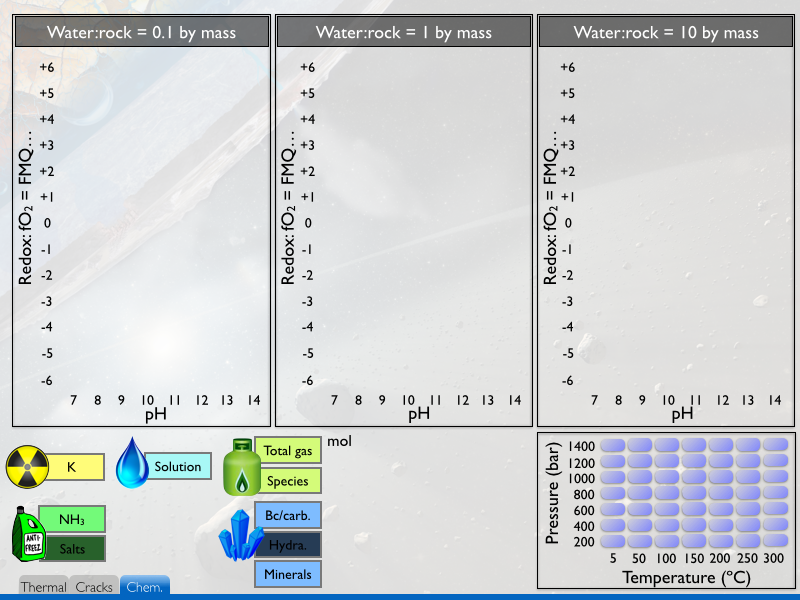 Water:rock = 0.1 by mass
Water:rock = 1 by mass
Water:rock = 10 by mass
Redox: fO₂ = FMQ…
+6
+5
+4
+3
+2
+1
0
-1
-2
-3
-4
-5
-6
7 8 9 10 11 12 13 14
pH
Redox: fO₂ = FMQ…
+6
+5
+4
+3
+2
+1
0
-1
-2
-3
-4
-5
-6
7 8 9 10 11 12 13 14
pH
Redox: fO₂ = FMQ…
+6
+5
+4
+3
+2
+1
0
-1
-2
-3
-4
-5
-6
7 8 9 10 11 12 13 14
pH
K
Solution
Total gas
mol
Species
NH₃
Salts
ANTI-
FREEZ
Bc/carb.
Hydra.
Minerals
Pressure (bar)
1400
1200
1000
800
600
400
200
5 50 100 150 200 250 300
Temperature (ºC)
Thermal Cracks Chem.